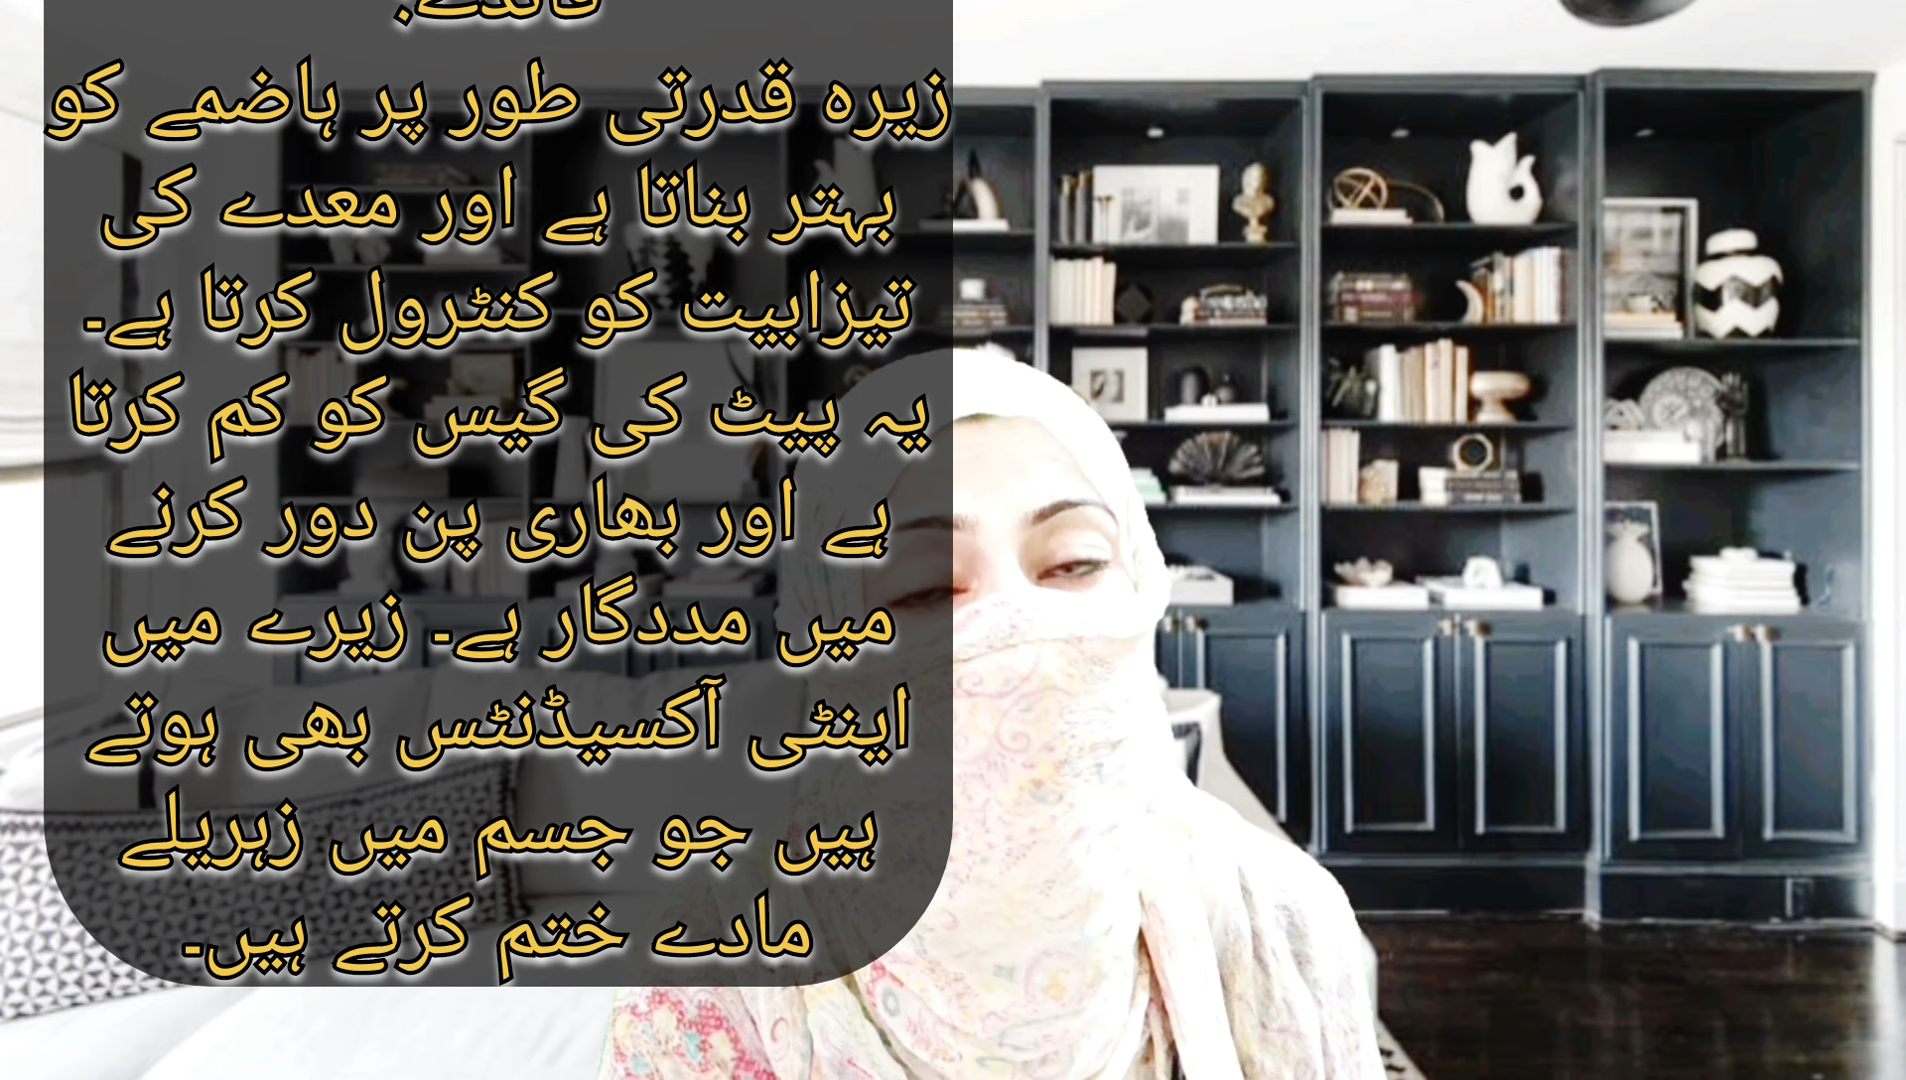 فائدے:
زیرہ قدرتی طور پر ہاضمے کو
بہتر بناتا ہے اور معدے کی
تیزابیت کو کنٹرول کرتا ہے۔
یہ پیٹ کی گیس کو کم کرتا
ہے اور بھاری پن دور کرنے
میں مددگار ہے۔ زیرے میں
اینٹی آکسیڈنٹس بھی ہوتے
ہیں جو جسم میں زہریلے
مادے ختم کرتے ہیں۔